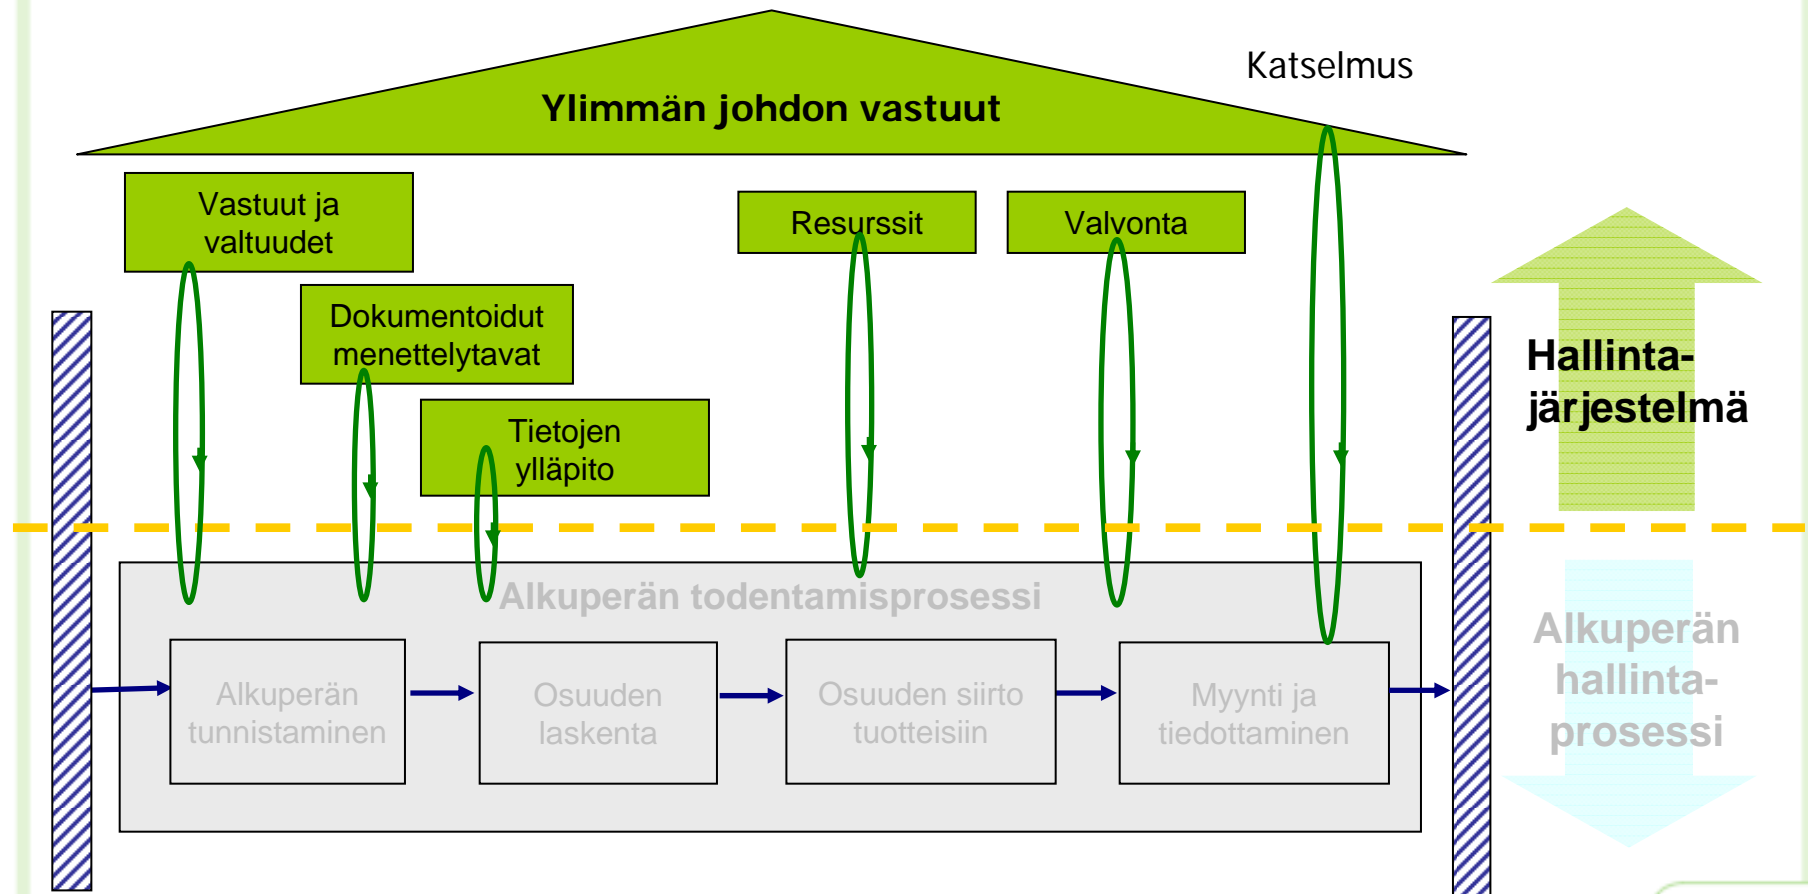 Katselmus
Ylimmän johdon vastuut
Vastuut ja
valtuudet
Resurssit
Valvonta
Dokumentoidut
menettelytavat
Tietojen
ylläpito
Hallinta-
järjestelmä
Alkuperän todentamisprosessi
Alkuperän
tunnistaminen
Osuuden
laskenta
Osuuden siirto
tuotteisiin
Myynti ja
tiedottaminen
Alkuperän
hallinta-
prosessi